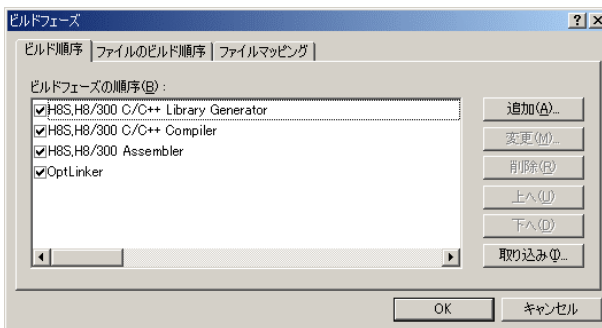 ビルドフェーズ
ビルド順序 ファイルのビルド順序 ファイルマッピング
ビルドフェーズの順序(B) :
H8S,H8/300 C/C++ Library Generator
H8S,H8/300 C/C++ Compiler
H8S,H8/300 Assembler
OptLinker
追加(A)...
変更(M)...
削除(R)
上へ(U)
下へ(D)
取り込み(I)...
OK キャンセル